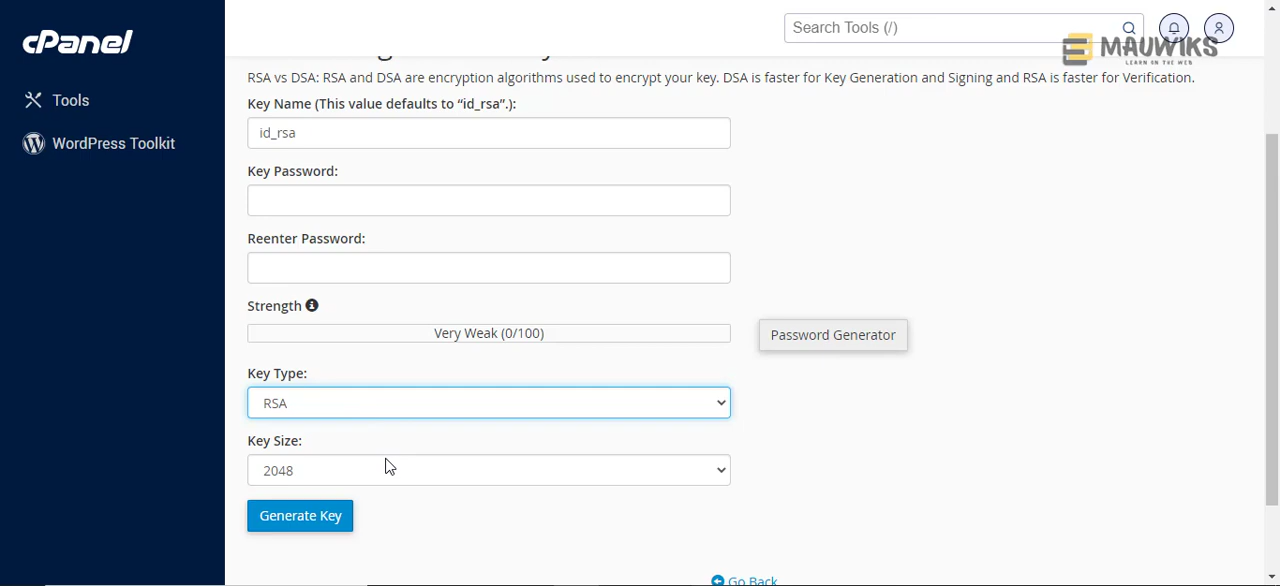 cPanel
Search Tools (/)
MAUWIKS
LEARN ON THE WEB
Tools
WordPress Toolkit
RSA vs DSA: RSA and DSA are encryption algorithms used to encrypt your key. DSA is faster for Key Generation and Signing and RSA is faster for Verification.
Key Name (This value defaults to “id_rsa”.):
id_rsa
Key Password:
Reenter Password:
Strength
Very Weak (0/100)
Password Generator
Key Type:
RSA
Key Size:
2048
Generate Key
Go Back